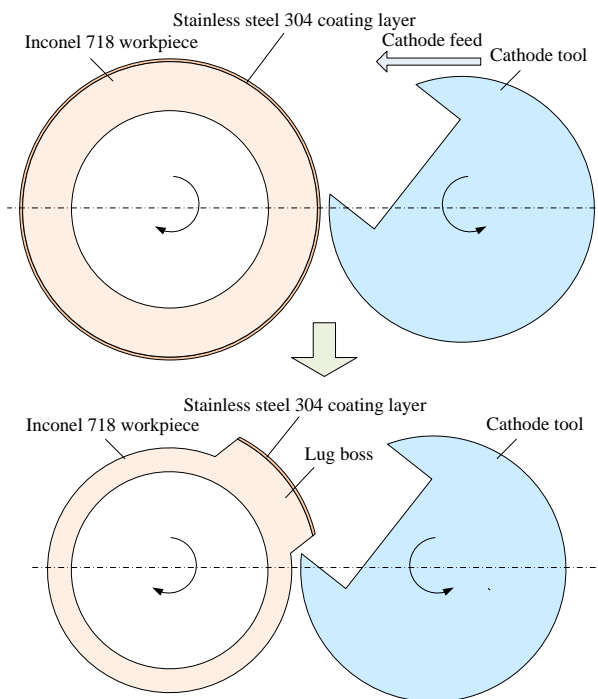 Stainless steel 304 coating layer
Inconel 718 workpiece
Cathode feed
Cathode tool
Stainless steel 304 coating layer
Inconel 718 workpiece
Cathode tool
Lug boss